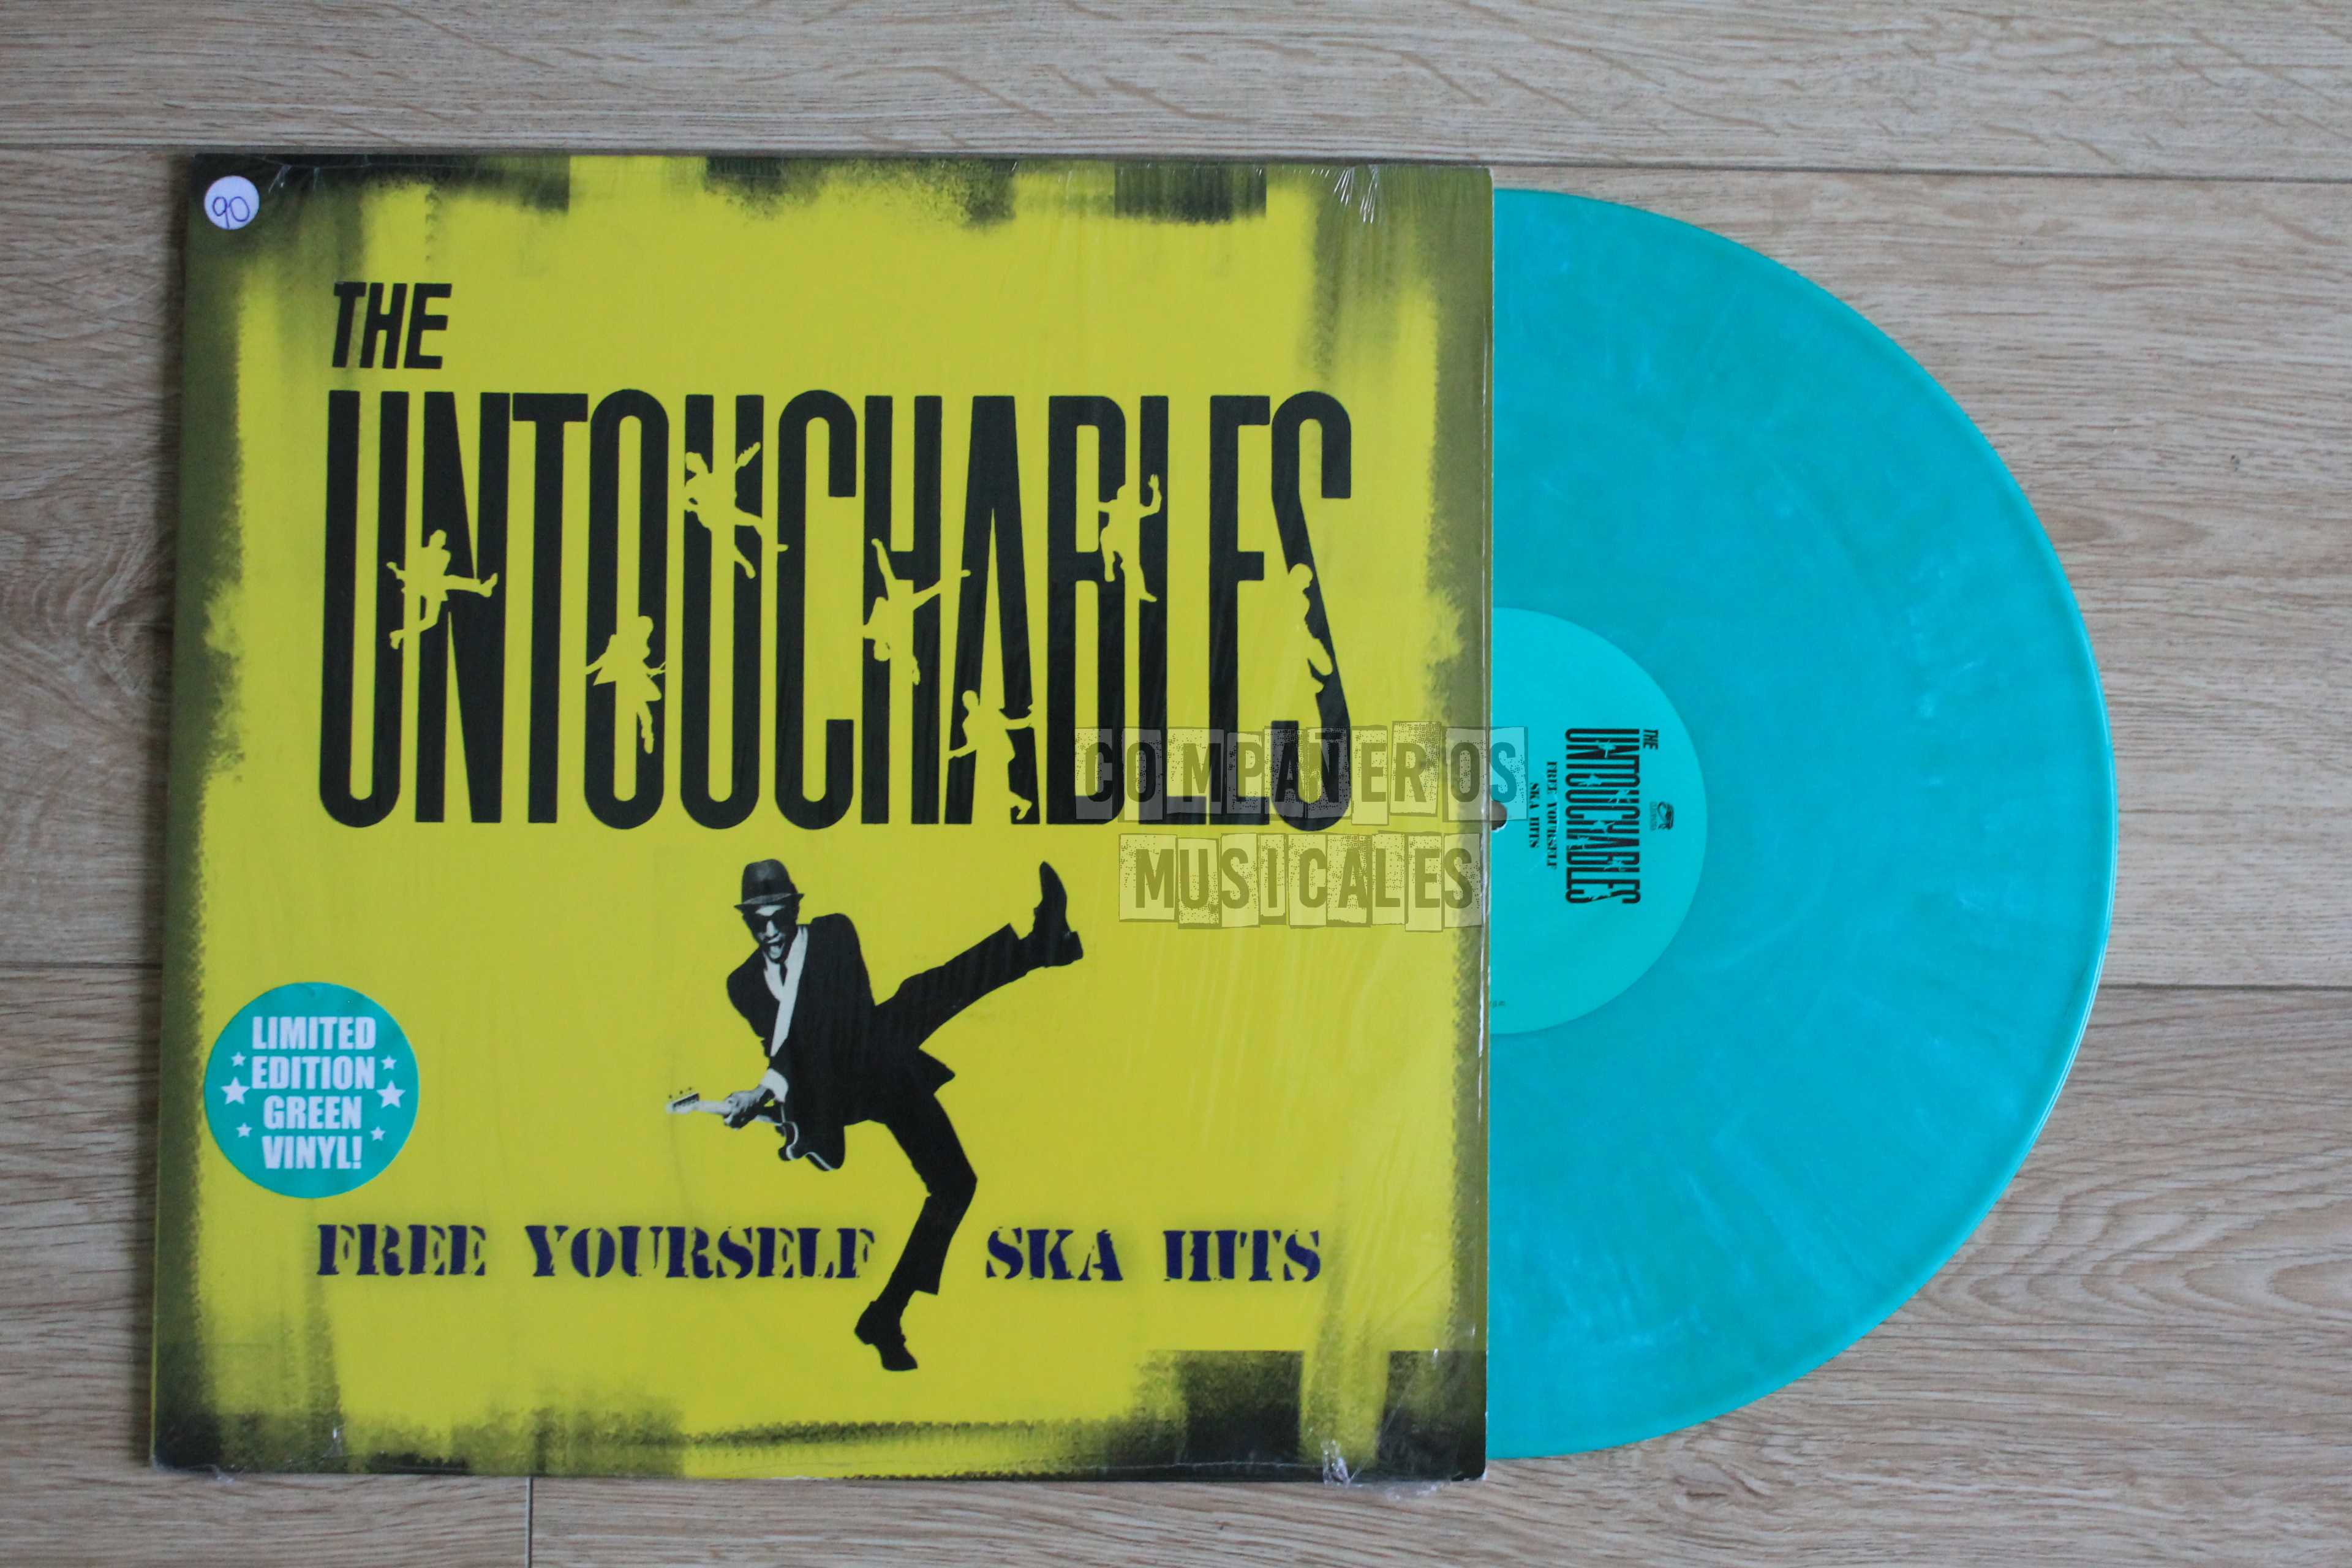 90
THE
UNTOUCHABLES
COMPAÑEROS
MUSICALES
LIMITED
EDITION
GREEN
VINYL!
FREE YOURSELF SKA HITS
THE
UNTOUCHABLES
FREE YOURSELF
SKA HITS